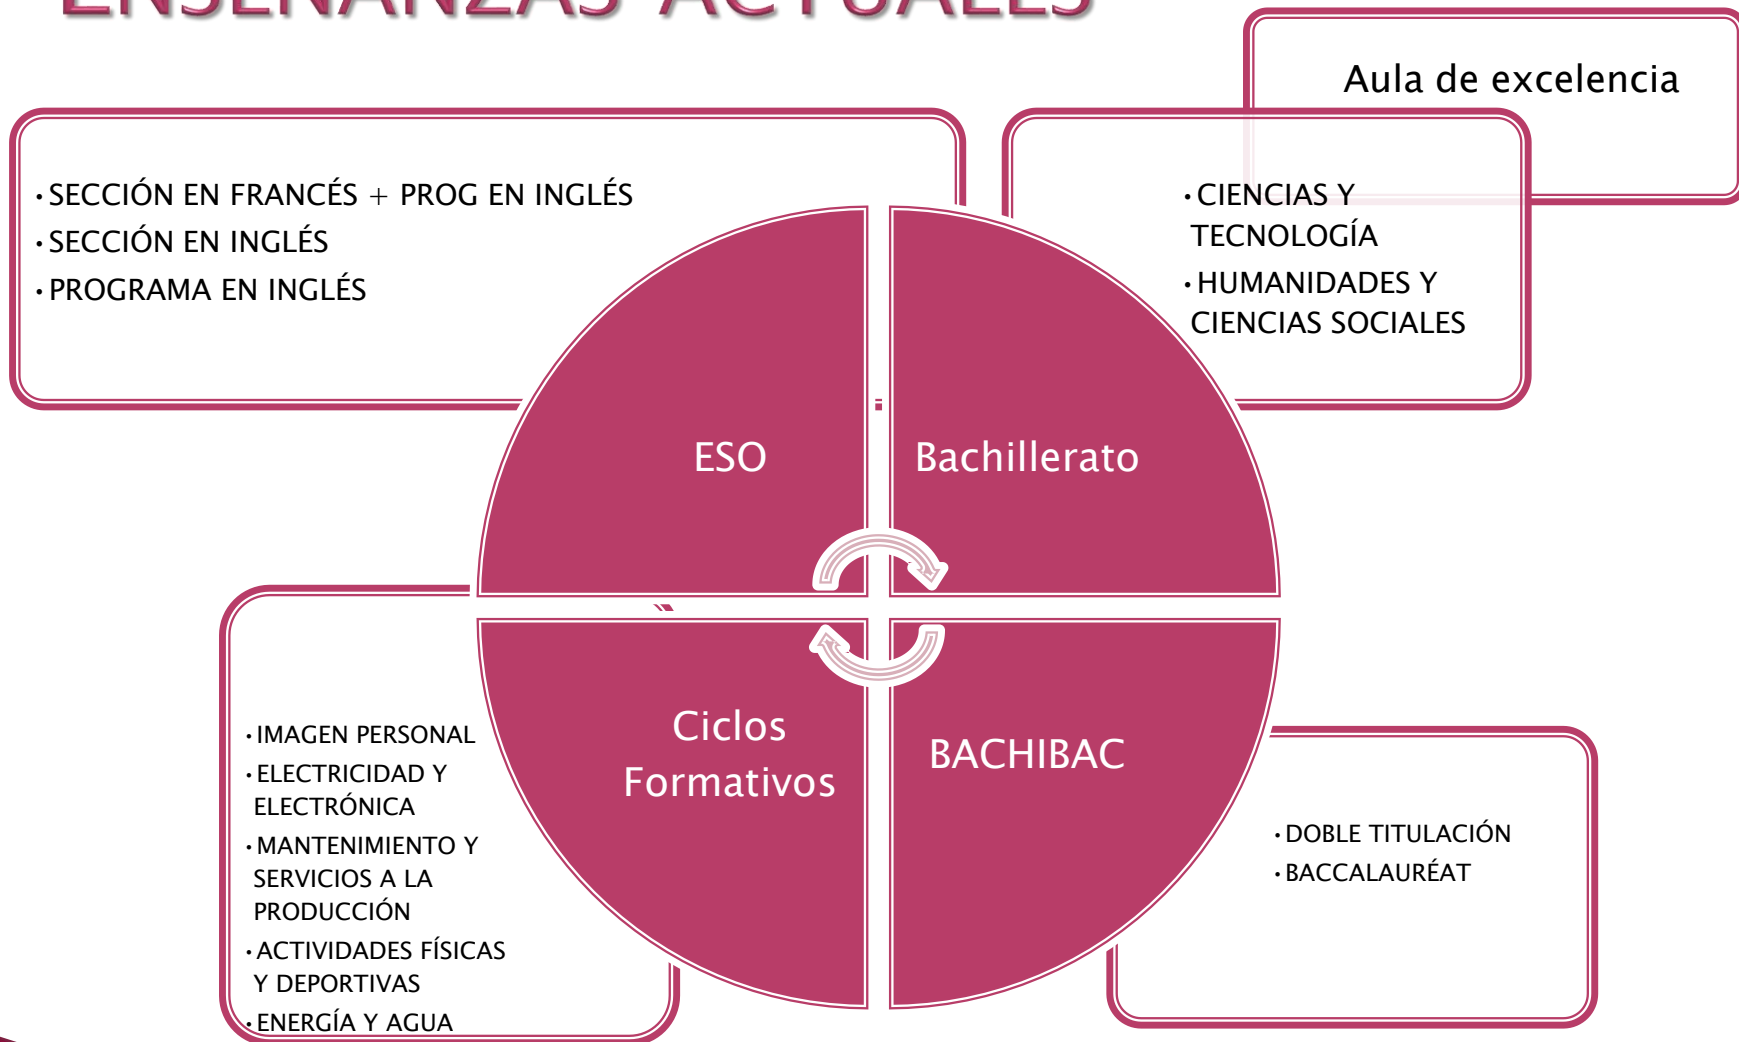 ENSEÑANZAS ACTUALES
Aula de excelencia
•SECCIÓN EN FRANCÉS + PROG EN INGLÉS
•SECCIÓN EN INGLÉS
•PROGRAMA EN INGLÉS
•CIENCIAS Y
TECNOLOGÍA
•HUMANIDADES Y
CIENCIAS SOCIALES
ESO
Bachillerato
Ciclos
Formativos
BACHIBAC
•IMAGEN PERSONAL
•ELECTRICIDAD Y
ELECTRÓNICA
•MANTENIMIENTO Y
SERVICIOS A LA
PRODUCCIÓN
•ACTIVIDADES FÍSICAS
Y DEPORTIVAS
•ENERGÍA Y AGUA
•DOBLE TITULACIÓN
•BACCALAURÉAT